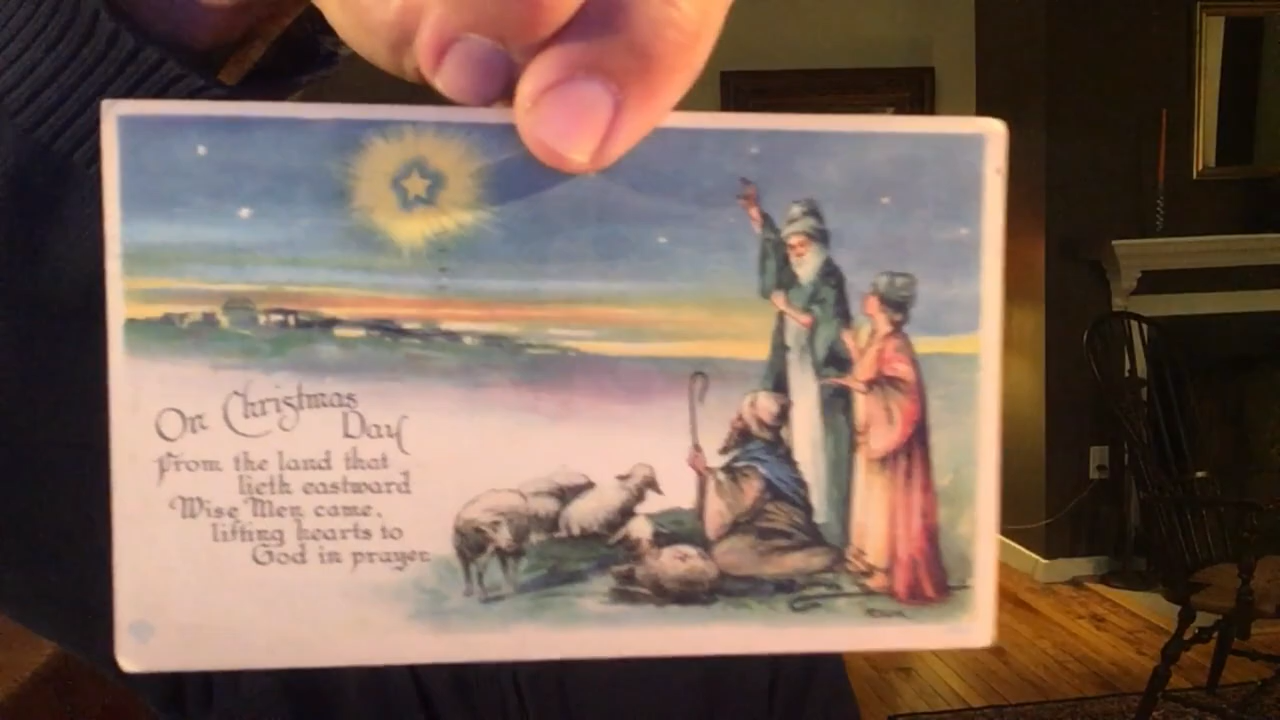 On Christmas
Day
From the land that
lieth eastward
Wise Men came,
lifting hearts to
God in prayer